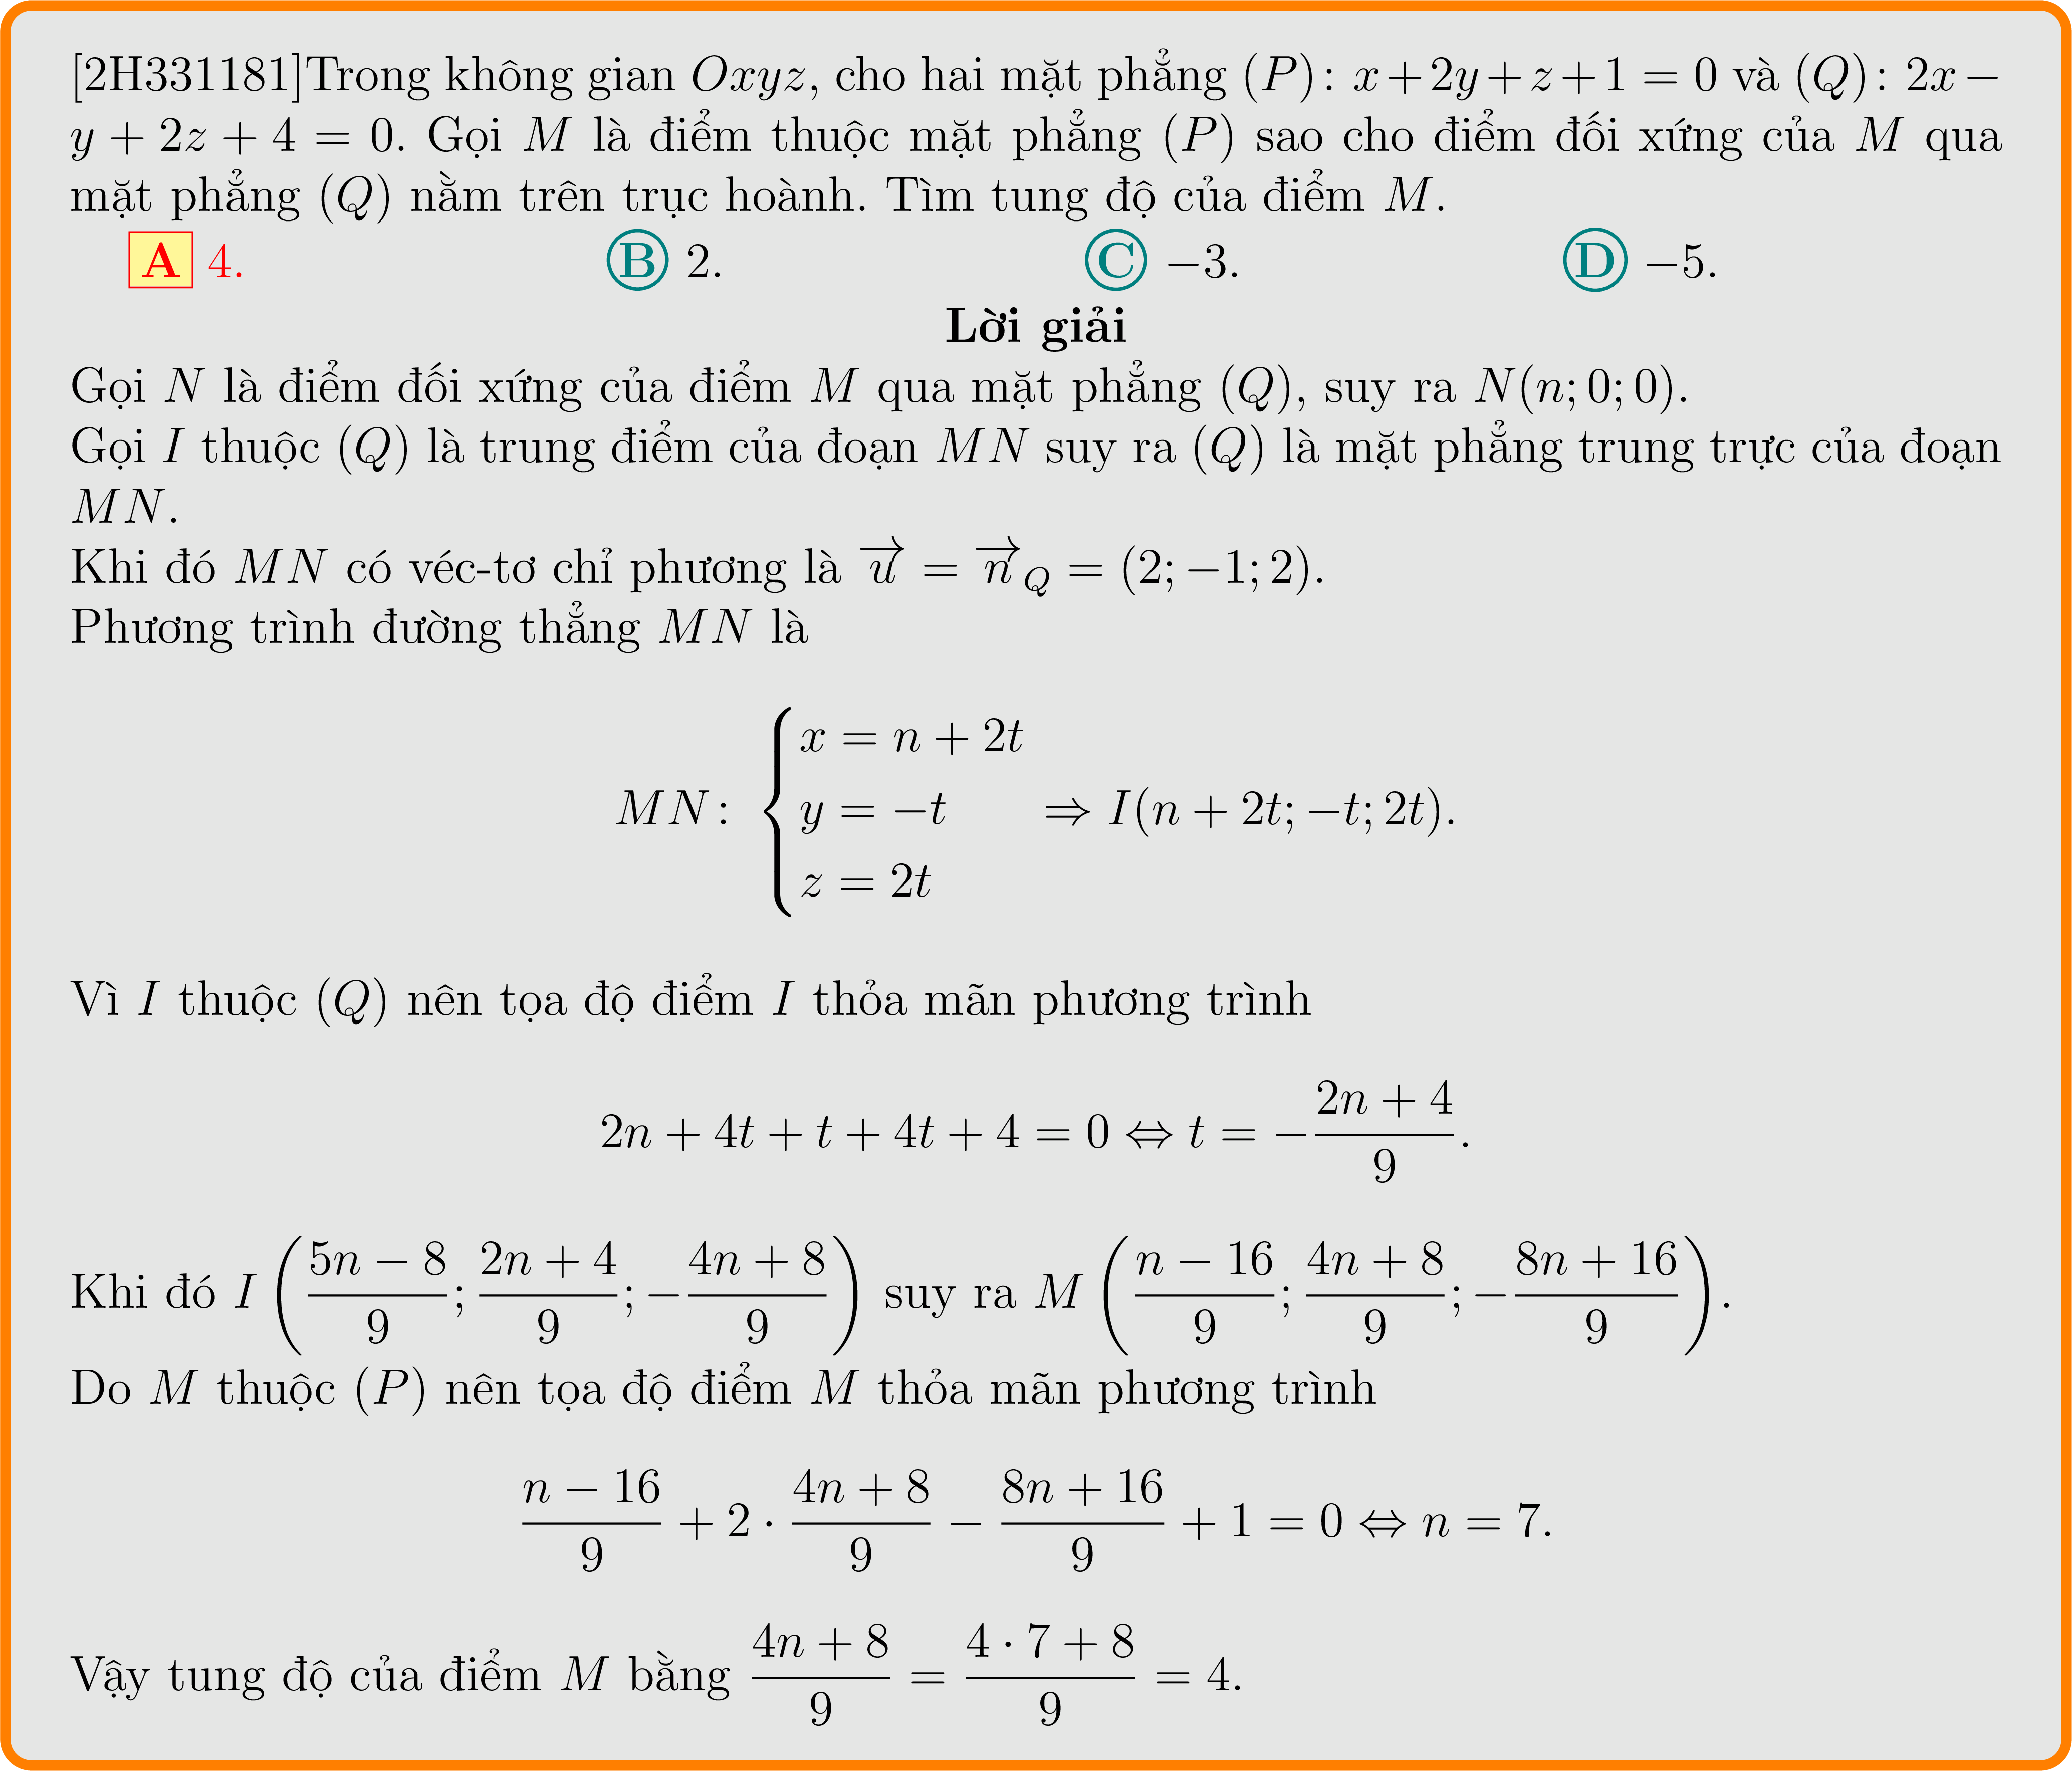 [2H331181]Trong không gian Oxyz, cho hai mặt phẳng (P): x+2y+z+1 = 0 và (Q): 2x−
y + 2z + 4 = 0. Gọi M là điểm thuộc mặt phẳng (P) sao cho điểm đối xứng của M qua
mặt phẳng (Q) nằm trên trục hoành. Tìm tung độ của điểm M.
A 4. B 2. C −3. D −5.
Lời giải
Gọi N là điểm đối xứng của điểm M qua mặt phẳng (Q), suy ra N(n; 0; 0).
Gọi I thuộc (Q) là trung điểm của đoạn MN suy ra (Q) là mặt phẳng trung trực của đoạn
MN.
Khi đó MN có véc-tơ chỉ phương là \overrightarrow{u} = \overrightarrow{n}_Q = (2; −1; 2).
Phương trình đường thẳng MN là
MN: \begin{cases} x = n + 2t \\ y = −t \\ z = 2t \end{cases} ⇒ I(n + 2t; −t; 2t).
Vì I thuộc (Q) nên tọa độ điểm I thỏa mãn phương trình
2n + 4t + t + 4t + 4 = 0 ⇔ t = −\frac{2n + 4}{9}.
Khi đó I \left( \frac{5n − 8}{9}; \frac{2n + 4}{9}; −\frac{4n + 8}{9} \right) suy ra M \left( \frac{n − 16}{9}; \frac{4n + 8}{9}; −\frac{8n + 16}{9} \right).
Do M thuộc (P) nên tọa độ điểm M thỏa mãn phương trình
\frac{n − 16}{9} + 2 · \frac{4n + 8}{9} − \frac{8n + 16}{9} + 1 = 0 ⇔ n = 7.
Vậy tung độ của điểm M bằng \frac{4n + 8}{9} = \frac{4 · 7 + 8}{9} = 4.